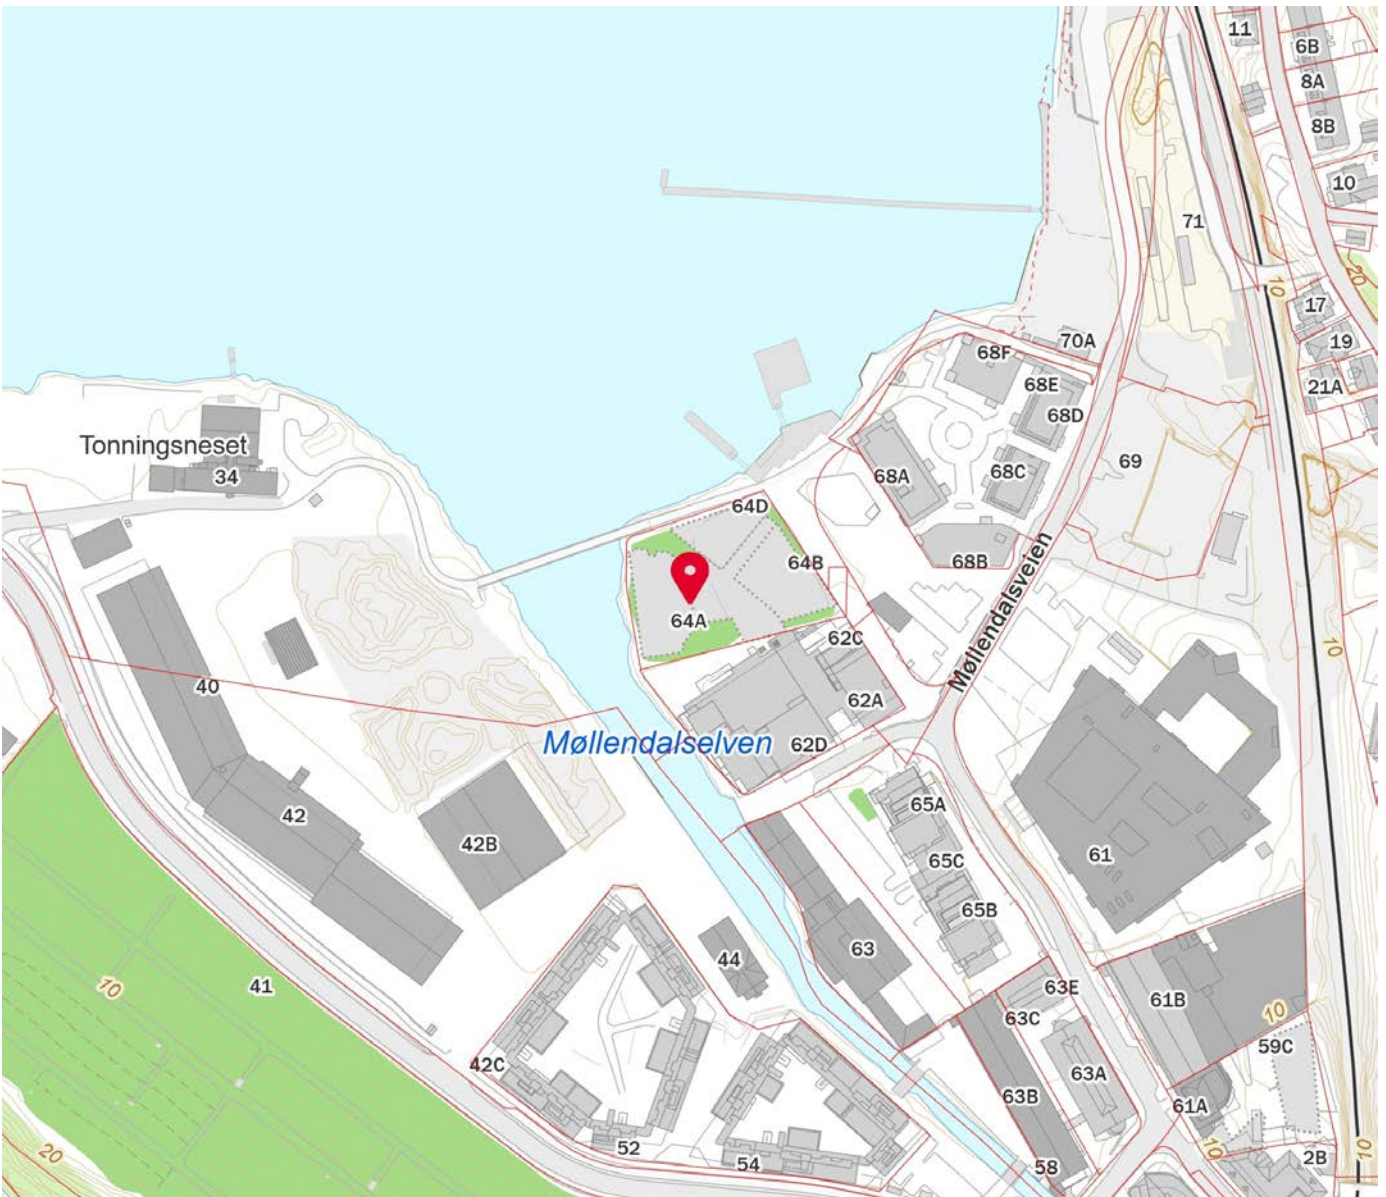 11
6B
8A
8B
10
71
20
10
17
19
21A
70A
68F
68E
68D
69
68C
68A
68B
Tonningsneset
34
64D
64B
64A
Møllendalsveien
62C
62A
62D
10
40
Møllendalselven
42
42B
65A
65C
65B
61
63
44
41
10
63E
63C
61B
10
59C
42C
63A
63B
61A
52
54
58
10
2B
10
20